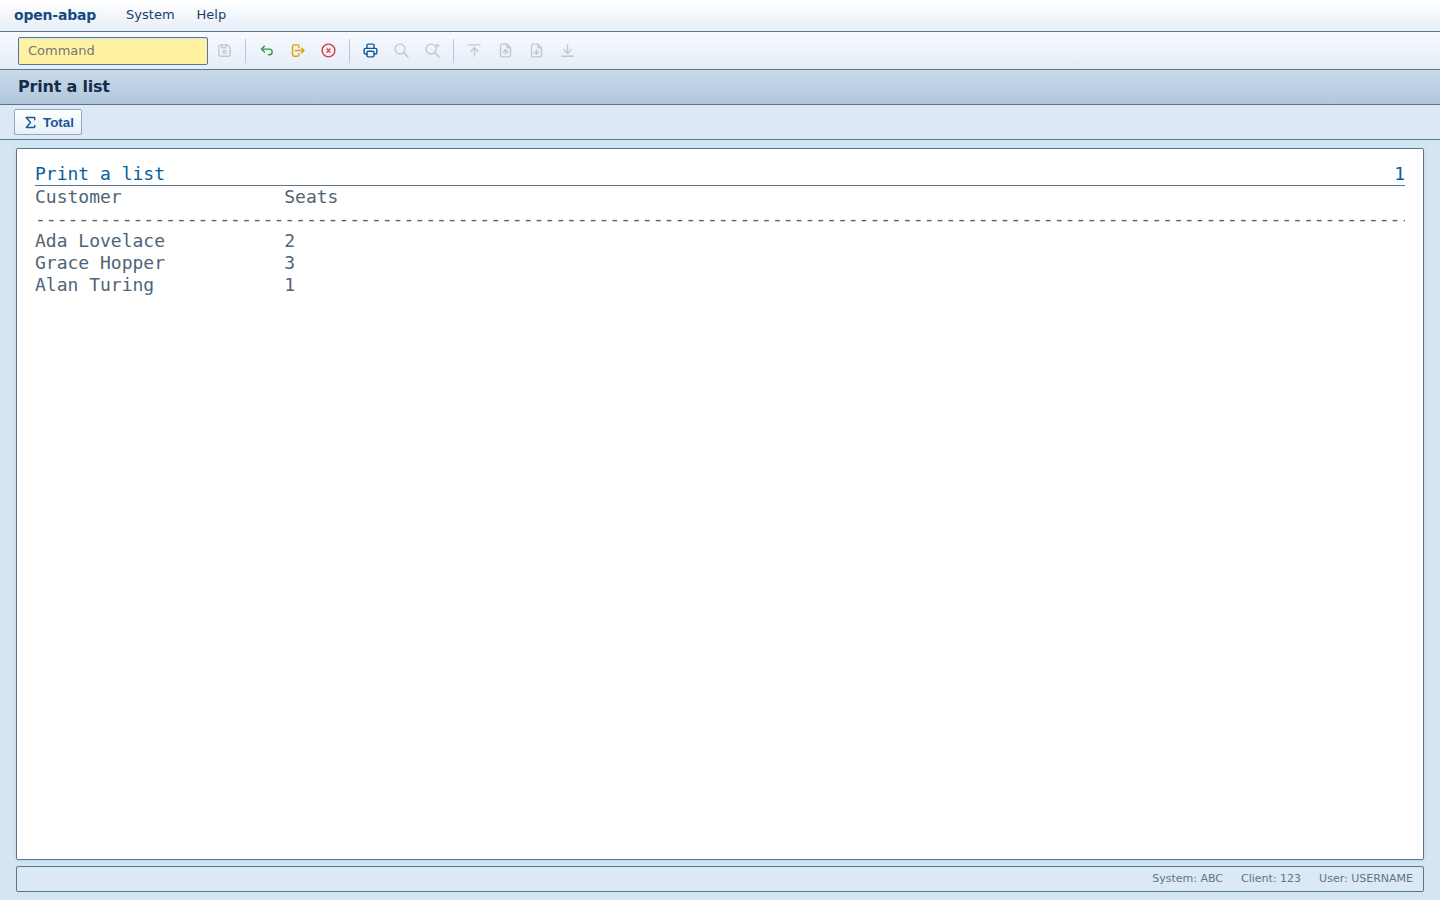 open-abap System Help
Command
Print a list
Total
Print a list 1
Customer Seats
-------------------------------------------------------------------------------------------------------------------------------
Ada Lovelace 2
Grace Hopper 3
Alan Turing 1
System: ABC Client: 123 User: USERNAME